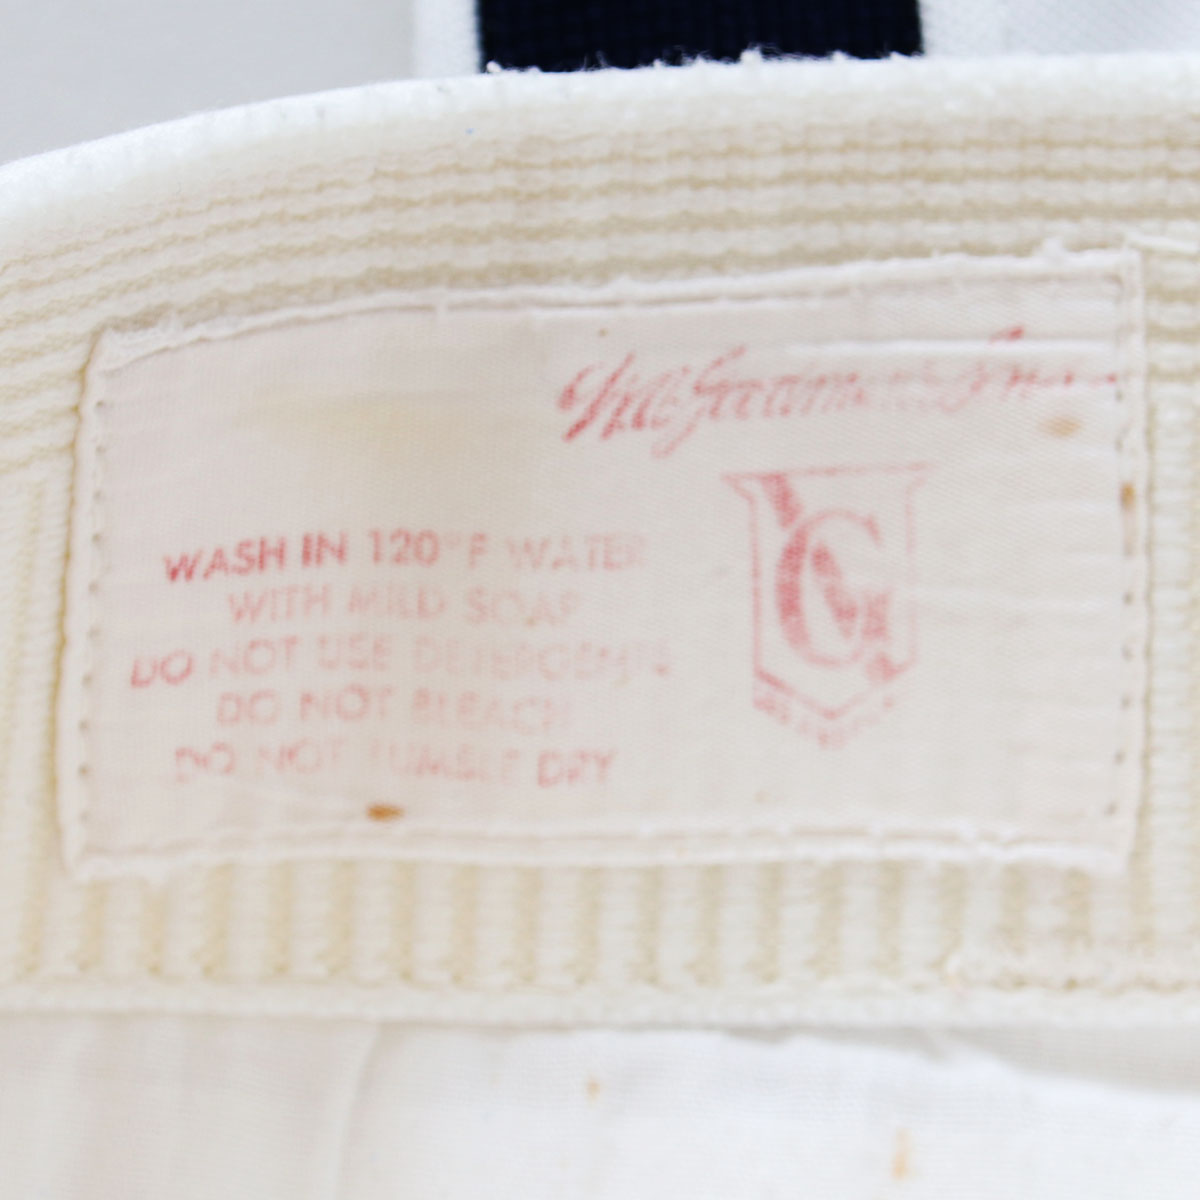 WASH IN 120°F WATER
WITH MILD SOAP
DO NOT USE DETERGENTS
DO NOT BLEACH
DO NOT TUMBLE DRY
G